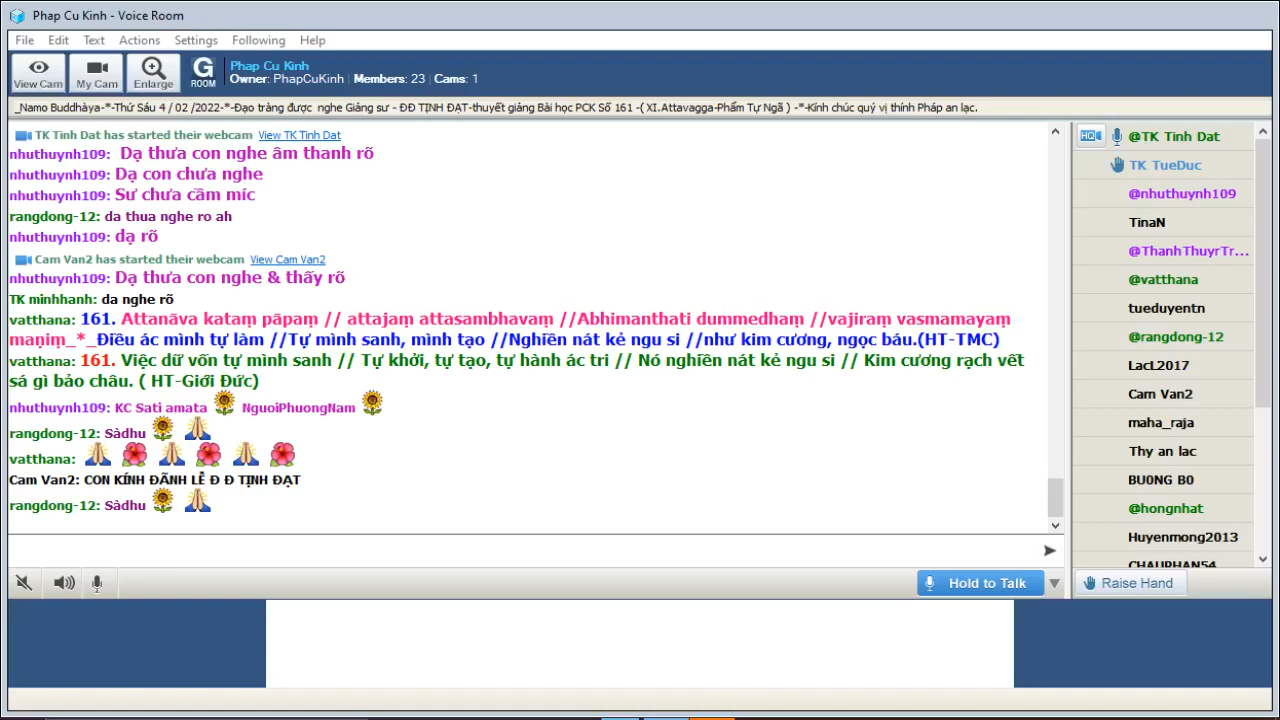 Phap Cu Kinh - Voice Room
File Edit Text Actions Settings Following Help
View Cam My Cam Enlarge G ROOM
Phap Cu Kinh
Owner: PhapCuKinh Members: 23 Cams: 1
_Namo Buddhàya-*-Thứ Sáu 4 / 02 /2022-*-Đạo tràng được nghe Giảng sư - ĐĐ TỊNH ĐẠT-thuyết giảng Bài học PCK Số 161 -( XI.Attavagga-Phẩm Tự Ngã ) -*-Kính chúc quý vị thính Pháp an lạc.
TK Tinh Dat has started their webcam View TK Tinh Dat
nhuthuynh109: Dạ thưa con nghe âm thanh rõ
nhuthuynh109: Dạ con chưa nghe
nhuthuynh109: Sư chưa cầm míc
rangdong-12: da thua nghe ro ah
nhuthuynh109: dạ rõ
Cam Van2 has started their webcam View Cam Van2
nhuthuynh109: Dạ thưa con nghe & thấy rõ
TK minhhanh: da nghe rõ
vatthana: 161. Attanāva kataṃ pāpaṃ // attajaṃ attasambhavaṃ //Abhimanthati dummedhaṃ //vajiraṃ vasmamayaṃ
maṇiṃ_*_Điều ác mình tự làm //Tự mình sanh, mình tạo //Nghiền nát kẻ ngu si //như kim cương, ngọc báu.(HT-TMC)
vatthana: 161. Việc dữ vốn tự mình sanh // Tự khởi, tự tạo, tự hành ác tri // Nó nghiền nát kẻ ngu si // Kim cương rạch vết
sá gì bảo châu. ( HT-Giới Đức)
nhuthuynh109: KC Sati amata NguoiPhuongNam
rangdong-12: Sàdhu
vatthana:
Cam Van2: CON KÍNH ĐÃNH LỄ Đ Đ TỊNH ĐẠT
rangdong-12: Sàdhu
Hold to Talk
@TK Tinh Dat
TK TueDuc
@nhuthuynh109
TinaN
@ThanhThuyrTr...
@vatthana
tueduyentn
@rangdong-12
LacL2017
Cam Van2
maha_raja
Thy an lac
BU0NG B0
@hongnhat
Huyenmong2013
CHAUPHAN54
Raise Hand